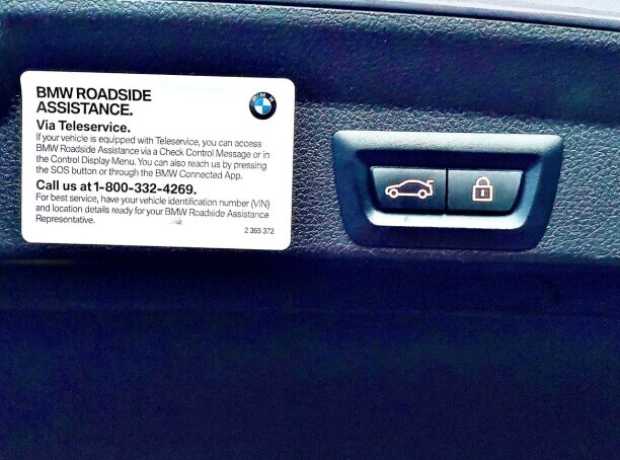 BMW ROADSIDE
ASSISTANCE.
Via Teleservice.
If your vehicle is equipped with Teleservice, you can access
BMW Roadside Assistance via a Check Control Message or in
the Control Display Menu. You can also reach us by pressing
the SOS button or through the BMW Connected App.
Call us at 1-800-332-4269.
For best service, have your vehicle identification number (VIN)
and location details ready for your BMW Roadside Assistance
Representative.
2 365 372